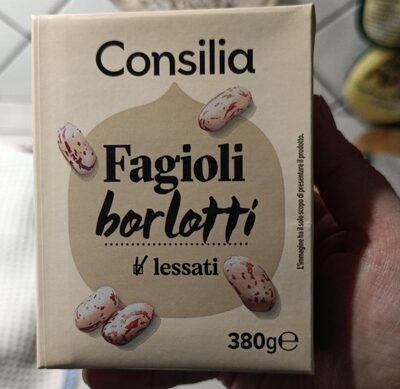 Consilia
Fagioli
borlotti
lessati
380g℮
L'immagine ha il solo scopo di presentare il prodotto.